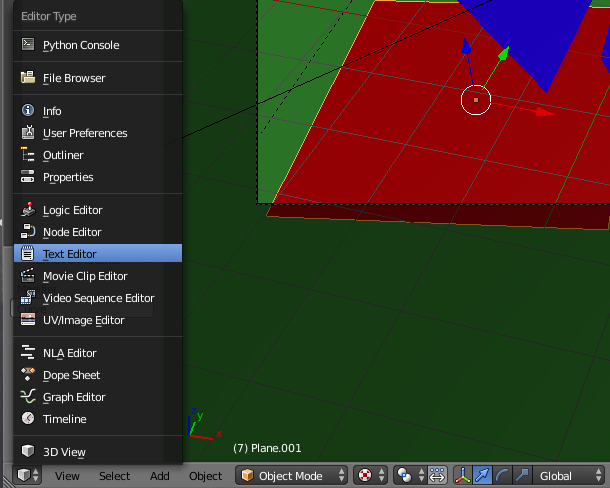 Editor Type
Python Console
File Browser
Info
User Preferences
Outliner
Properties
Logic Editor
Node Editor
Text Editor
Movie Clip Editor
Video Sequence Editor
UV/Image Editor
NLA Editor
Dope Sheet
Graph Editor
Timeline
3D View
z
y
x
(7) Plane.001
View Select Add Object Object Mode Global